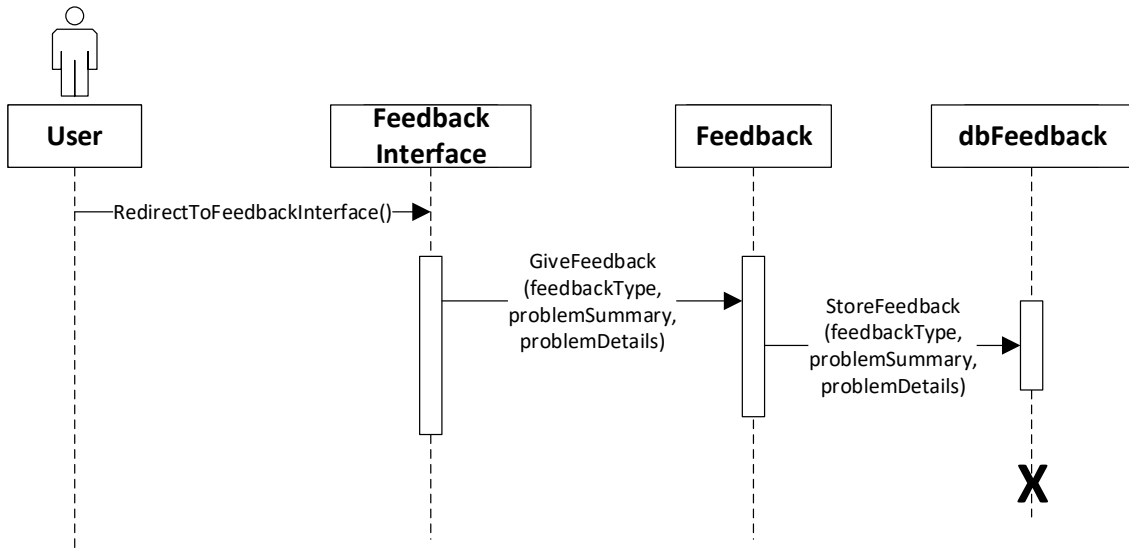 User
Feedback
Interface
Feedback
dbFeedback
RedirectToFeedbackInterface()
GiveFeedback
(feedbackType,
problemSummary,
problemDetails)
StoreFeedback
(feedbackType,
problemSummary,
problemDetails)
X